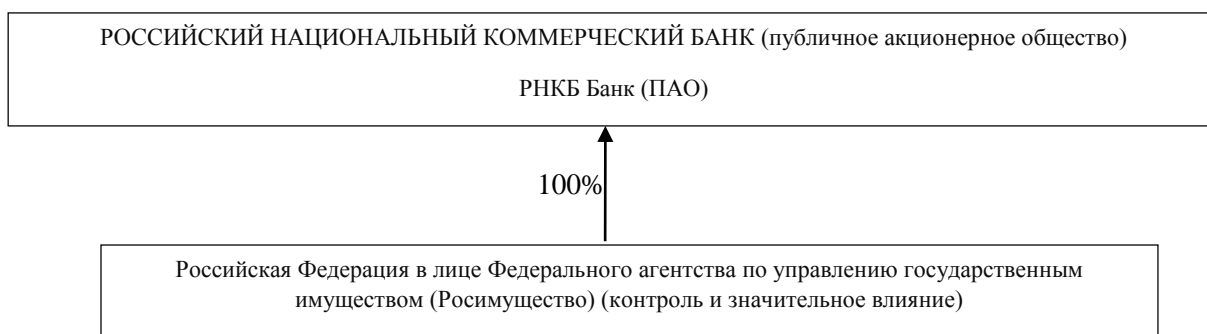 РОССИЙСКИЙ НАЦИОНАЛЬНЫЙ КОММЕРЧЕСКИЙ БАНК (публичное акционерное общество)
РНКБ Банк (ПАО)
100%
Российская Федерация в лице Федерального агентства по управлению государственным
имуществом (Росимущество) (контроль и значительное влияние)